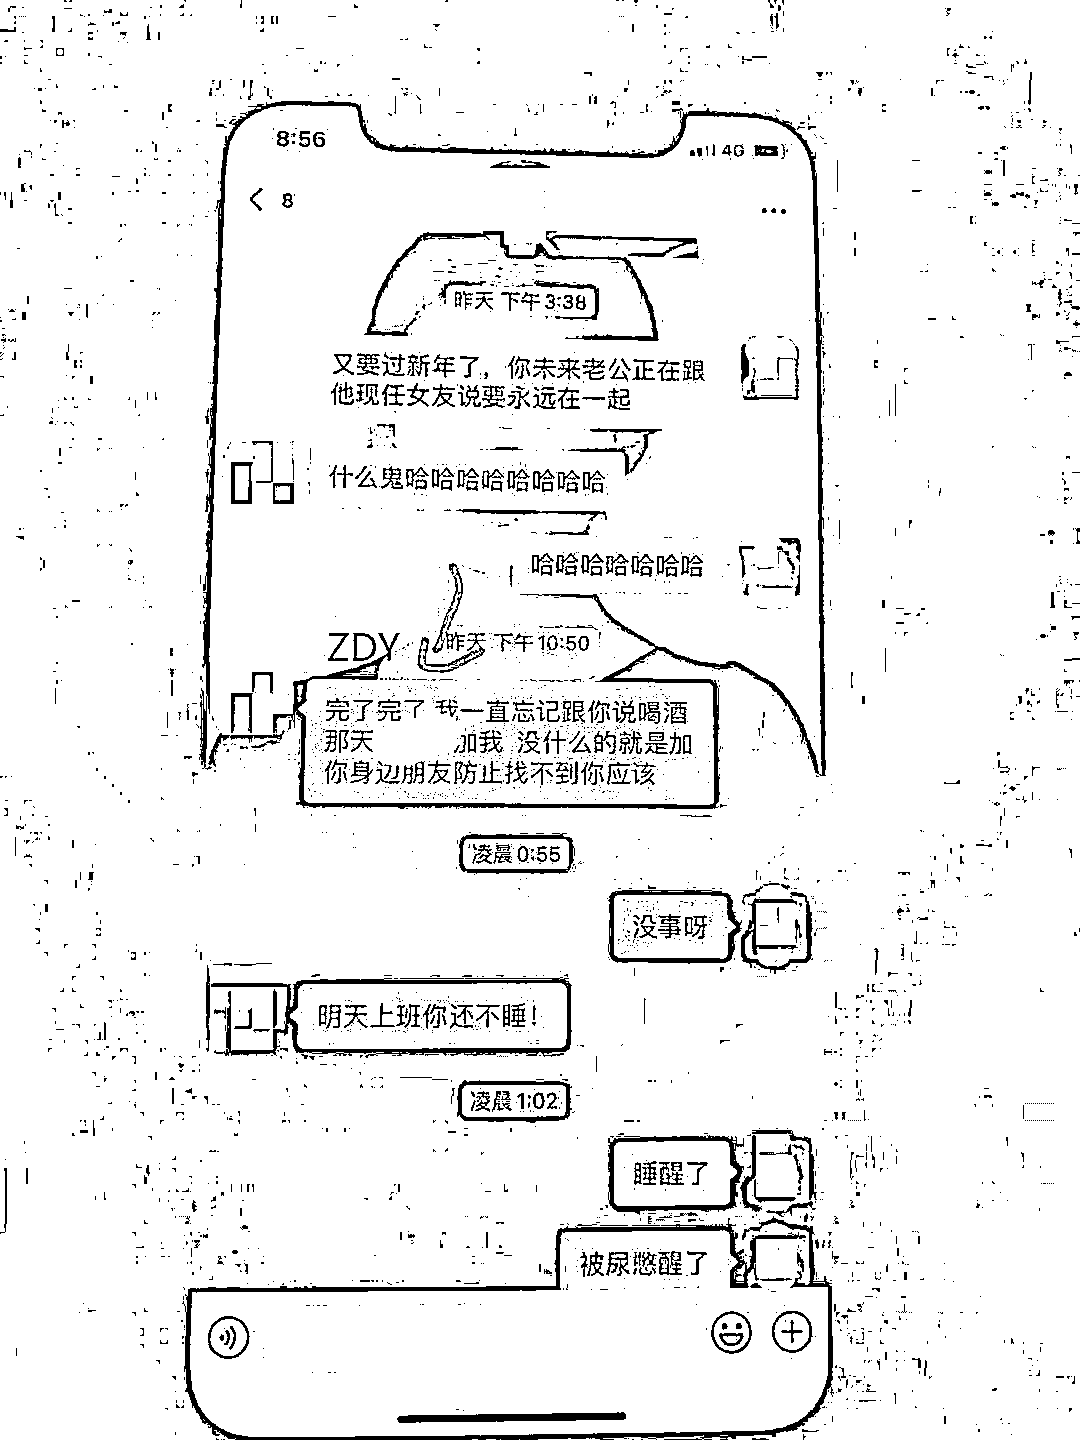 8:56
4G
8
昨天 下午 3:38
又要过新年了，你未来老公正在跟
他现任女友说要永远在一起
什么鬼哈哈哈哈哈哈哈哈
哈哈哈哈哈哈哈
昨天 下午 10:50
ZDY
完了完了 我一直忘记跟你说喝酒
那天 加我 没什么的就是加
你身边朋友防止找不到你应该
凌晨 0:55
没事呀
明天上班你还不睡！
凌晨 1:02
睡醒了
被尿憋醒了